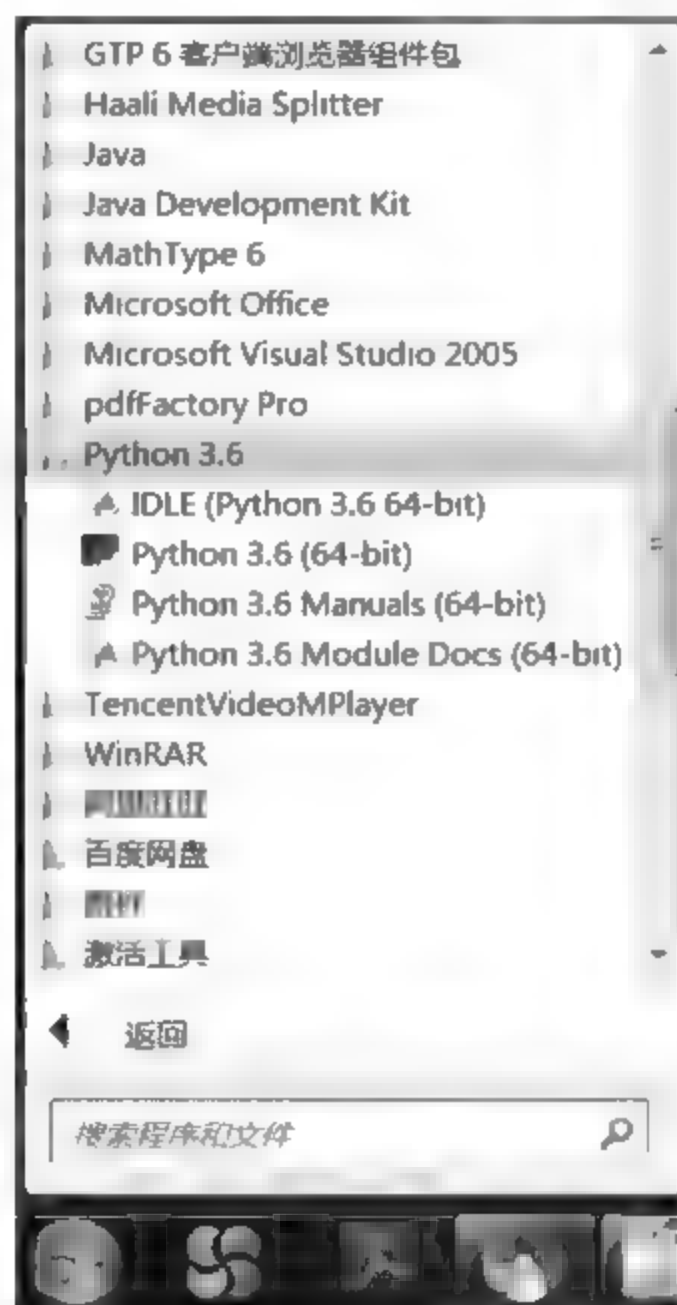 GTP 6 客户端浏览器组件包
Haali Media Splitter
Java
Java Development Kit
MathType 6
Microsoft Office
Microsoft Visual Studio 2005
pdfFactory Pro
Python 3.6
IDLE (Python 3.6 64-bit)
Python 3.6 (64-bit)
Python 3.6 Manuals (64-bit)
Python 3.6 Module Docs (64-bit)
TencentVideoMPlayer
WinRAR
百度网盘
激活工具
返回
搜索程序和文件